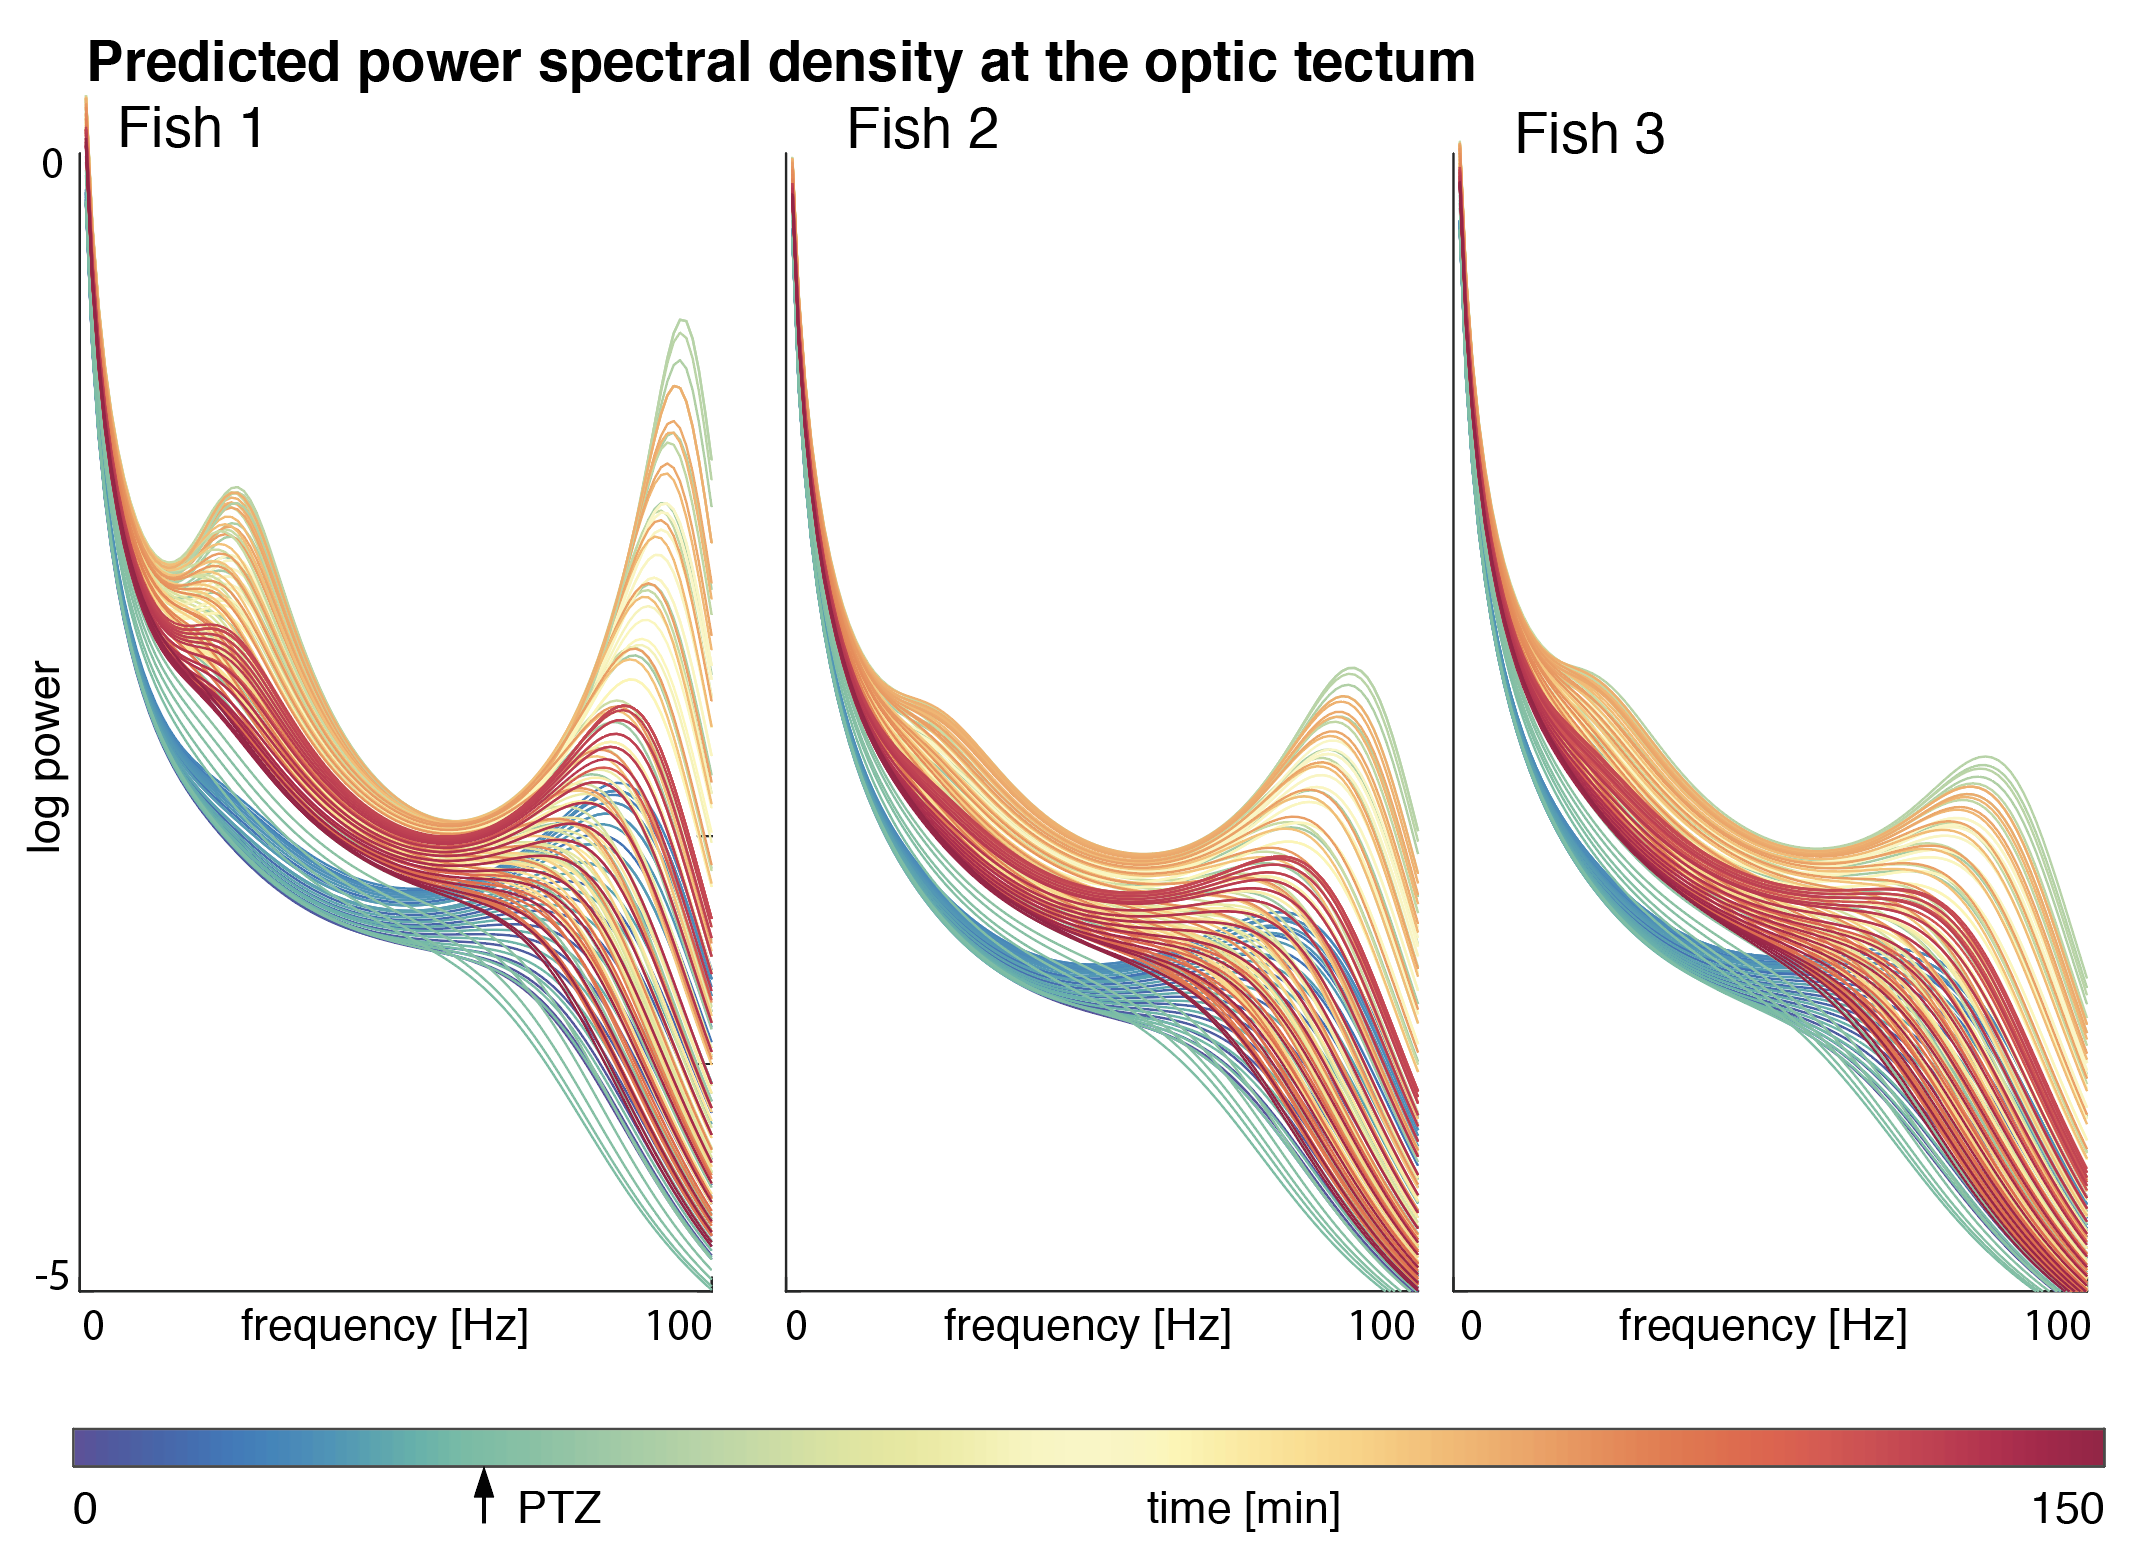 Predicted power spectral density at the optic tectum
Fish 1
Fish 2
Fish 3
0
log power
-5
0 frequency [Hz] 100
0 frequency [Hz] 100
0 frequency [Hz] 100
0 PTZ time [min] 150